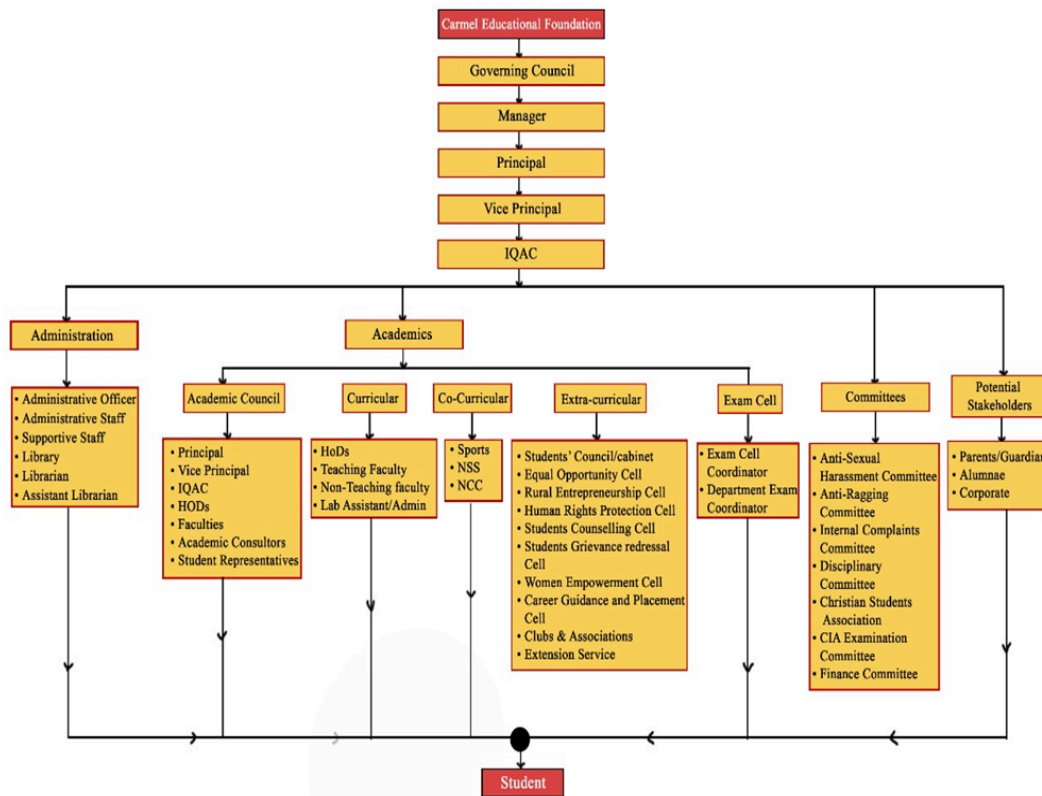 Carmel Educational Foundation
Governing Council
Manager
Principal
Vice Principal
IQAC
Administration
• Administrative Officer
• Administrative Staff
• Supportive Staff
• Library
• Librarian
• Assistant Librarian
Academics
Academic Council
• Principal
• Vice Principal
• IQAC
• HODs
• Faculties
• Academic Consultors
• Student Representatives
Curricular
• HoDs
• Teaching Faculty
• Non-Teaching faculty
• Lab Assistant/Admin
Co-Curricular
• Sports
• NSS
• NCC
Extra-curricular
• Students' Council/cabinet
• Equal Opportunity Cell
• Rural Entrepreneurship Cell
• Human Rights Protection Cell
• Students Counselling Cell
• Students Grievance redressal
Cell
• Women Empowerment Cell
• Career Guidance and Placement
Cell
• Clubs & Associations
• Extension Service
Exam Cell
• Exam Cell
Coordinator
• Department Exam
Coordinator
Committees
• Anti-Sexual
Harassment Committee
• Anti-Ragging
Committee
• Internal Complaints
Committee
• Disciplinary
Committee
• Christian Students
Association
• CIA Examination
Committee
• Finance Committee
Potential
Stakeholders
• Parents/Guardian
• Alumnae
• Corporate
Student